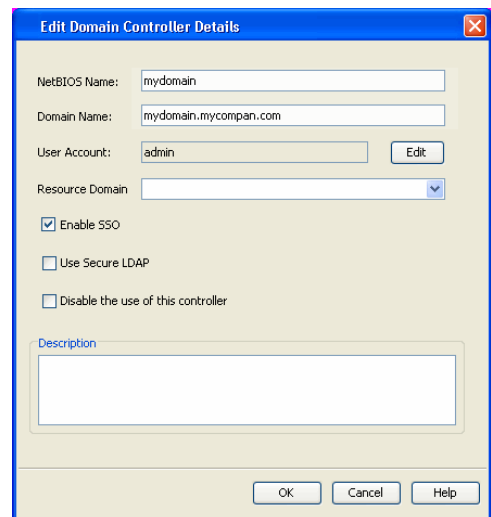 Edit Domain Controller Details
NetBIOS Name: mydomain
Domain Name: mydomain.mycompan.com
User Account: admin Edit
Resource Domain
Enable SSO
Use Secure LDAP
Disable the use of this controller
Description
OK Cancel Help